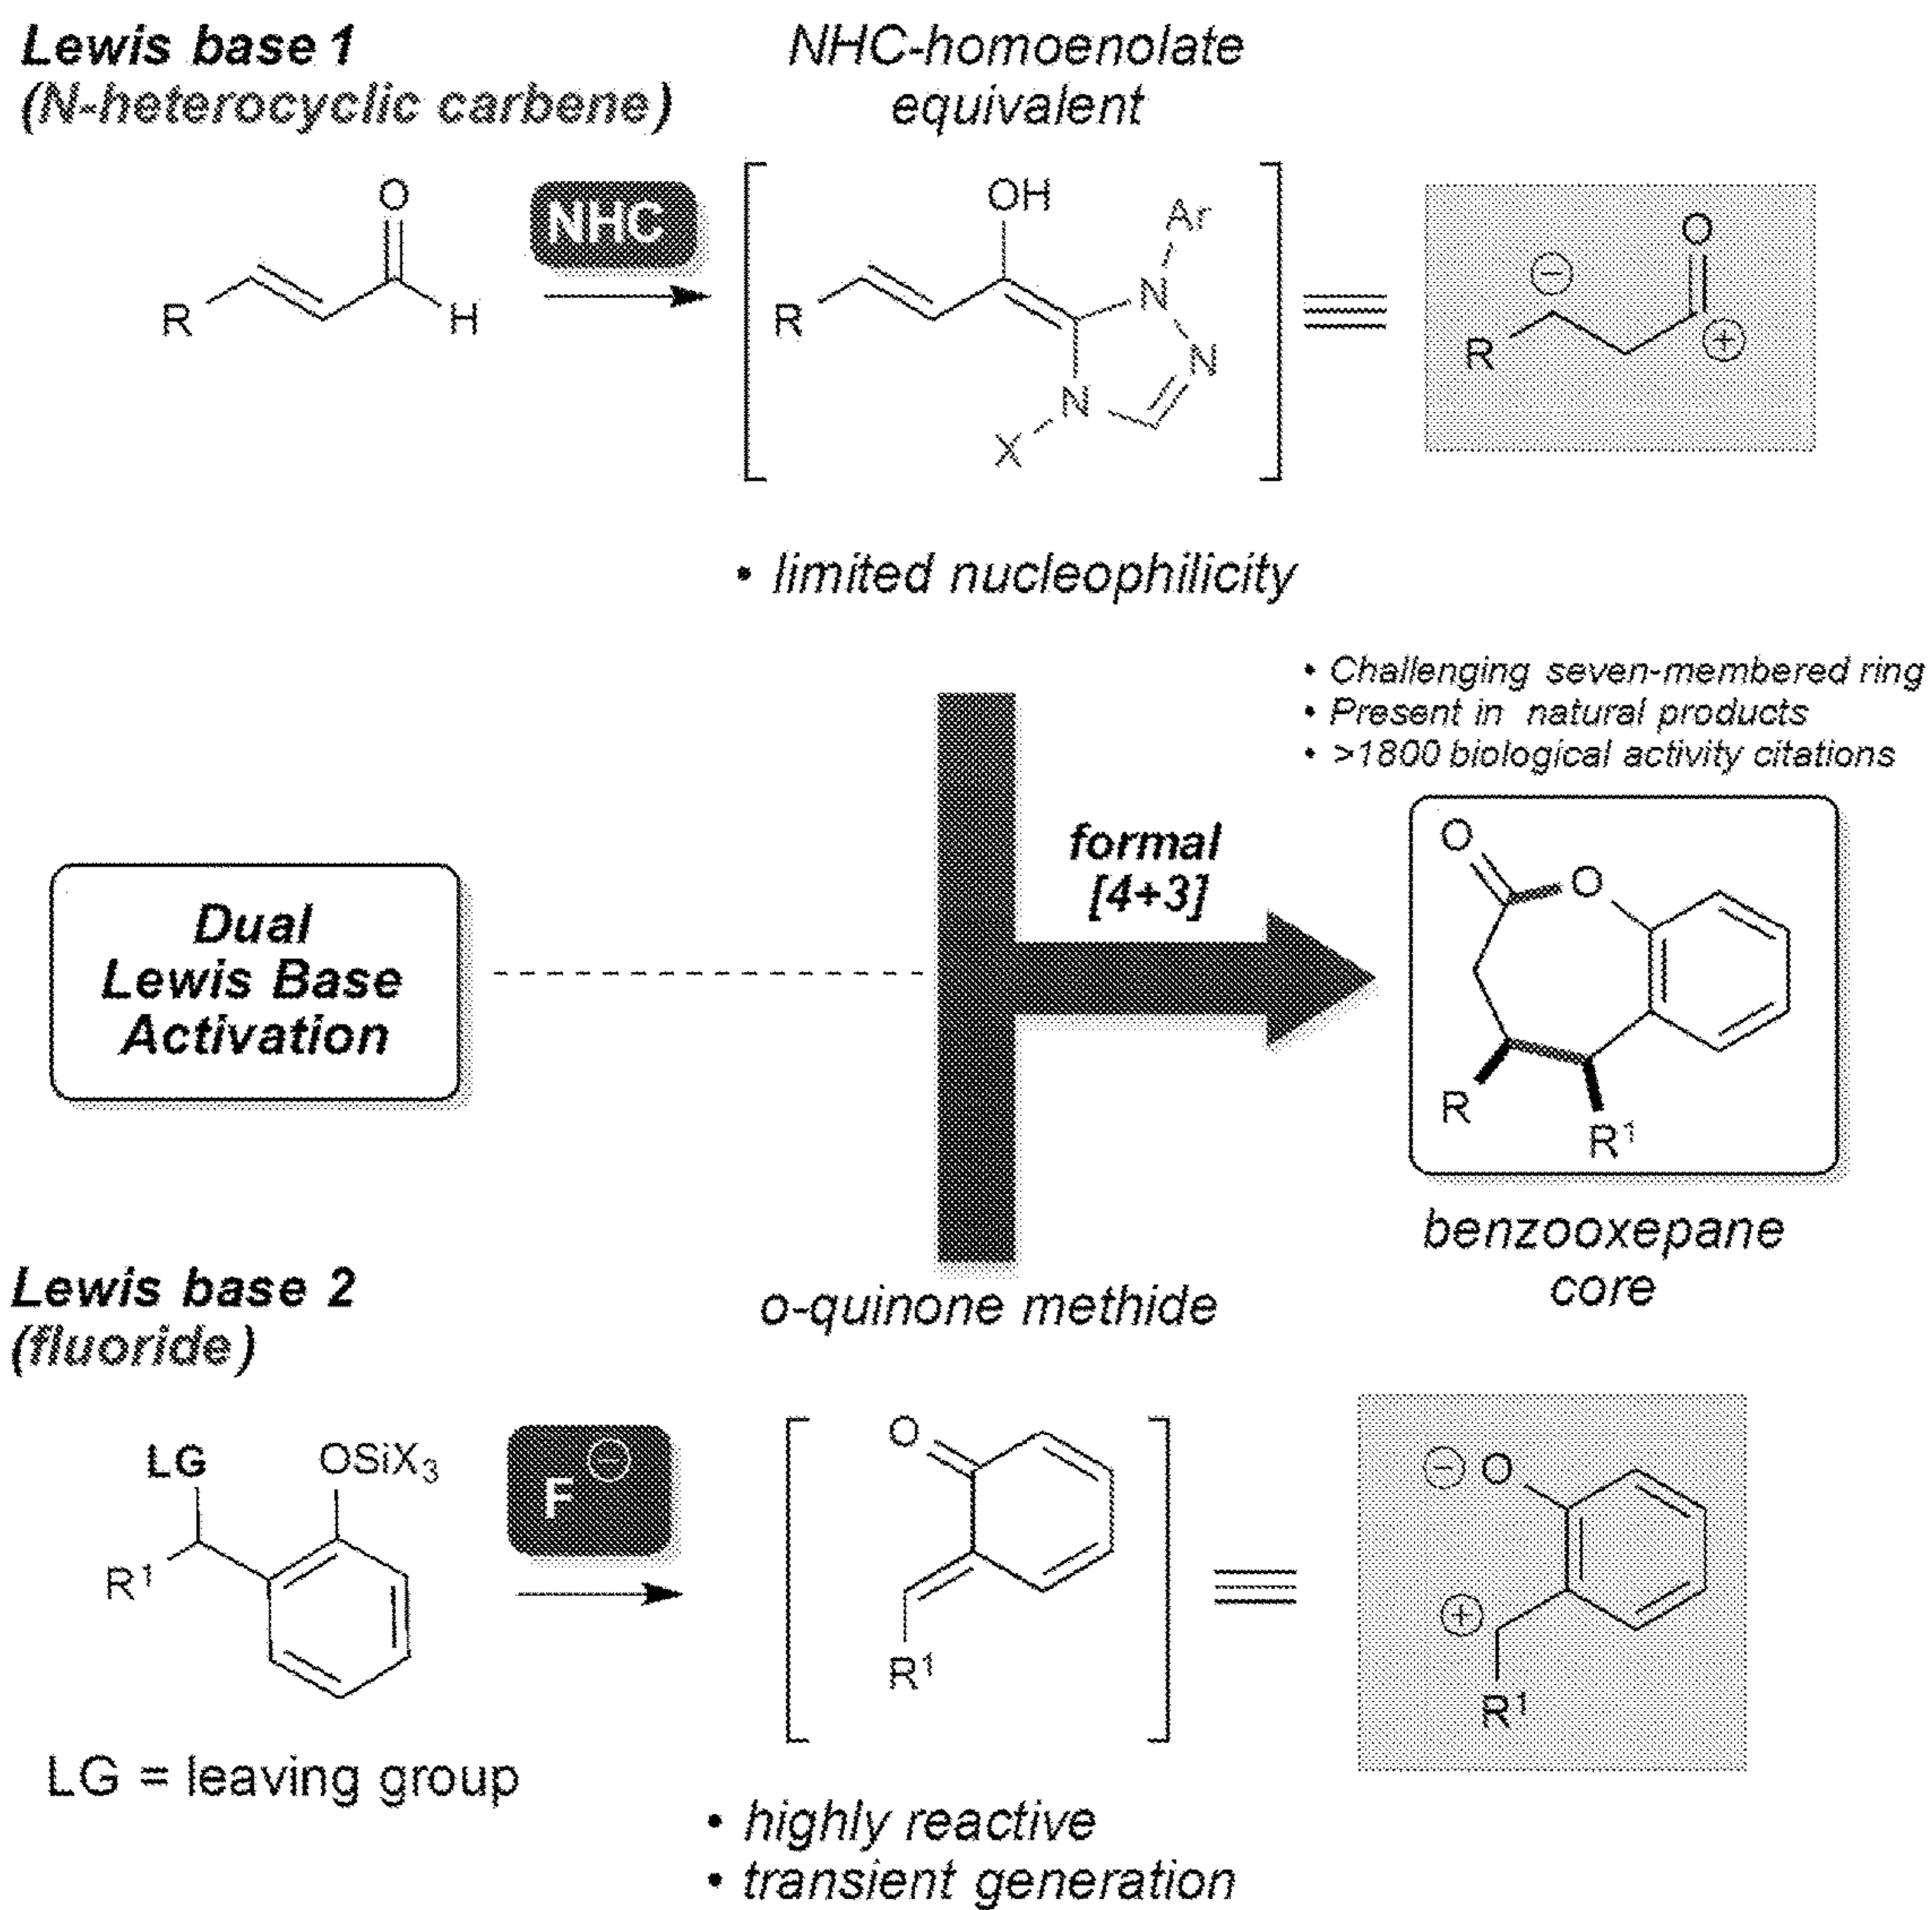 Lewis base 1
(N-heterocyclic carbene)
NHC-homoenolate
equivalent
O
R
H
NHC
OH
Ar
N
N
N
X
R
⊖
O
R
⊕
• limited nucleophilicity
• Challenging seven-membered ring
• Present in natural products
• >1800 biological activity citations
Dual
Lewis Base
Activation
formal
[4+3]
O
O
R
R¹
benzooxepane
core
Lewis base 2
(fluoride)
o-quinone methide
LG
OSiX₃
R¹
F⊖
O
R¹
⊖ O
⊕
R¹
LG = leaving group
• highly reactive
• transient generation